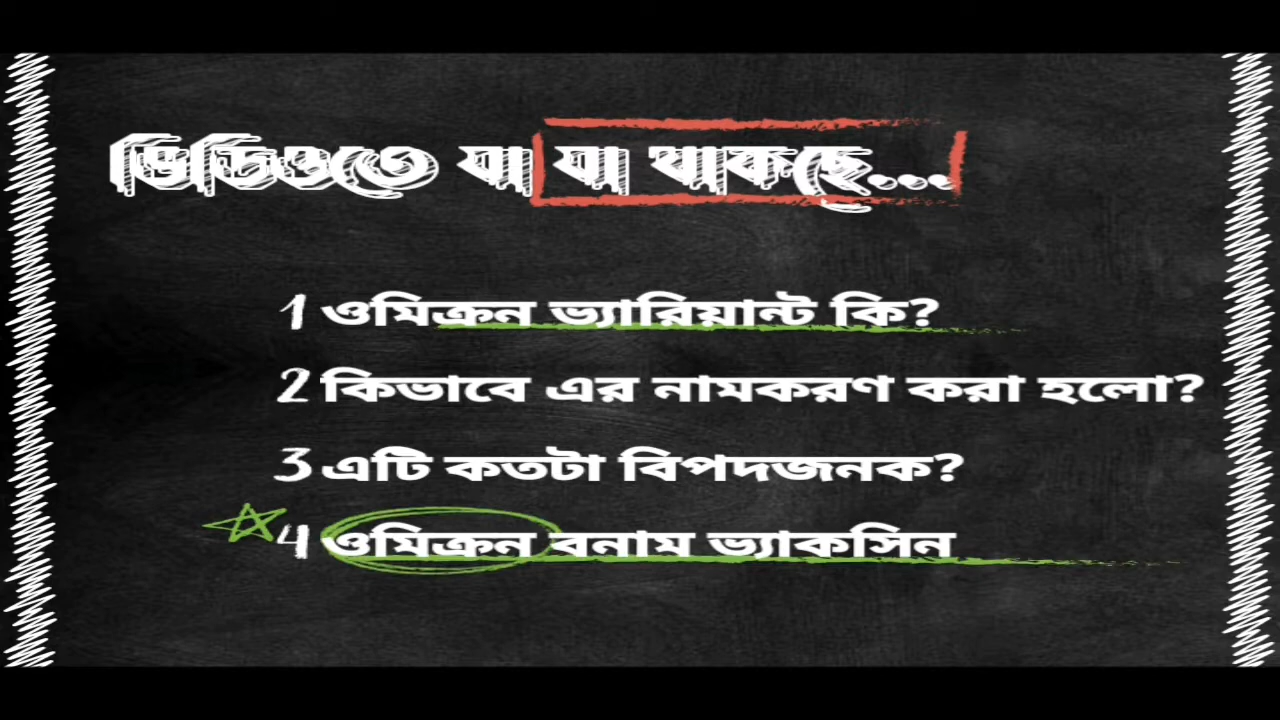 ভিডিওতে যা যা থাকছে...
1 ওমিক্রন ভ্যারিয়ান্ট কি?
2 কিভাবে এর নামকরণ করা হলো?
3 এটি কতটা বিপদজনক?
4 ওমিক্রন বনাম ভ্যাকসিন